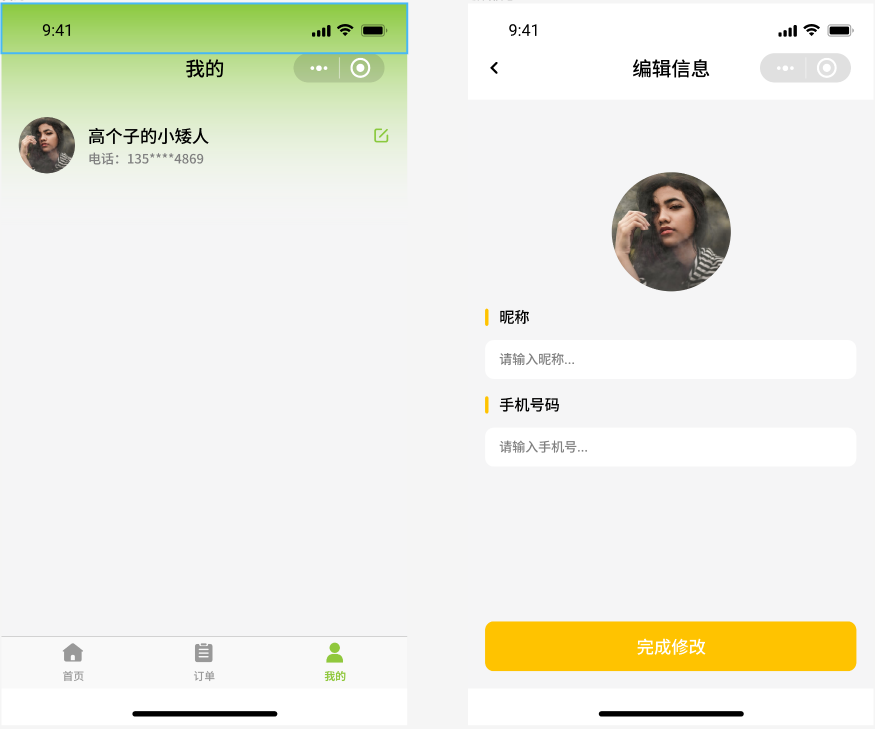 9:41
我的
高个子的小矮人
电话：135****4869
首页
订单
我的
9:41
编辑信息
昵称
请输入昵称...
手机号码
请输入手机号...
完成修改